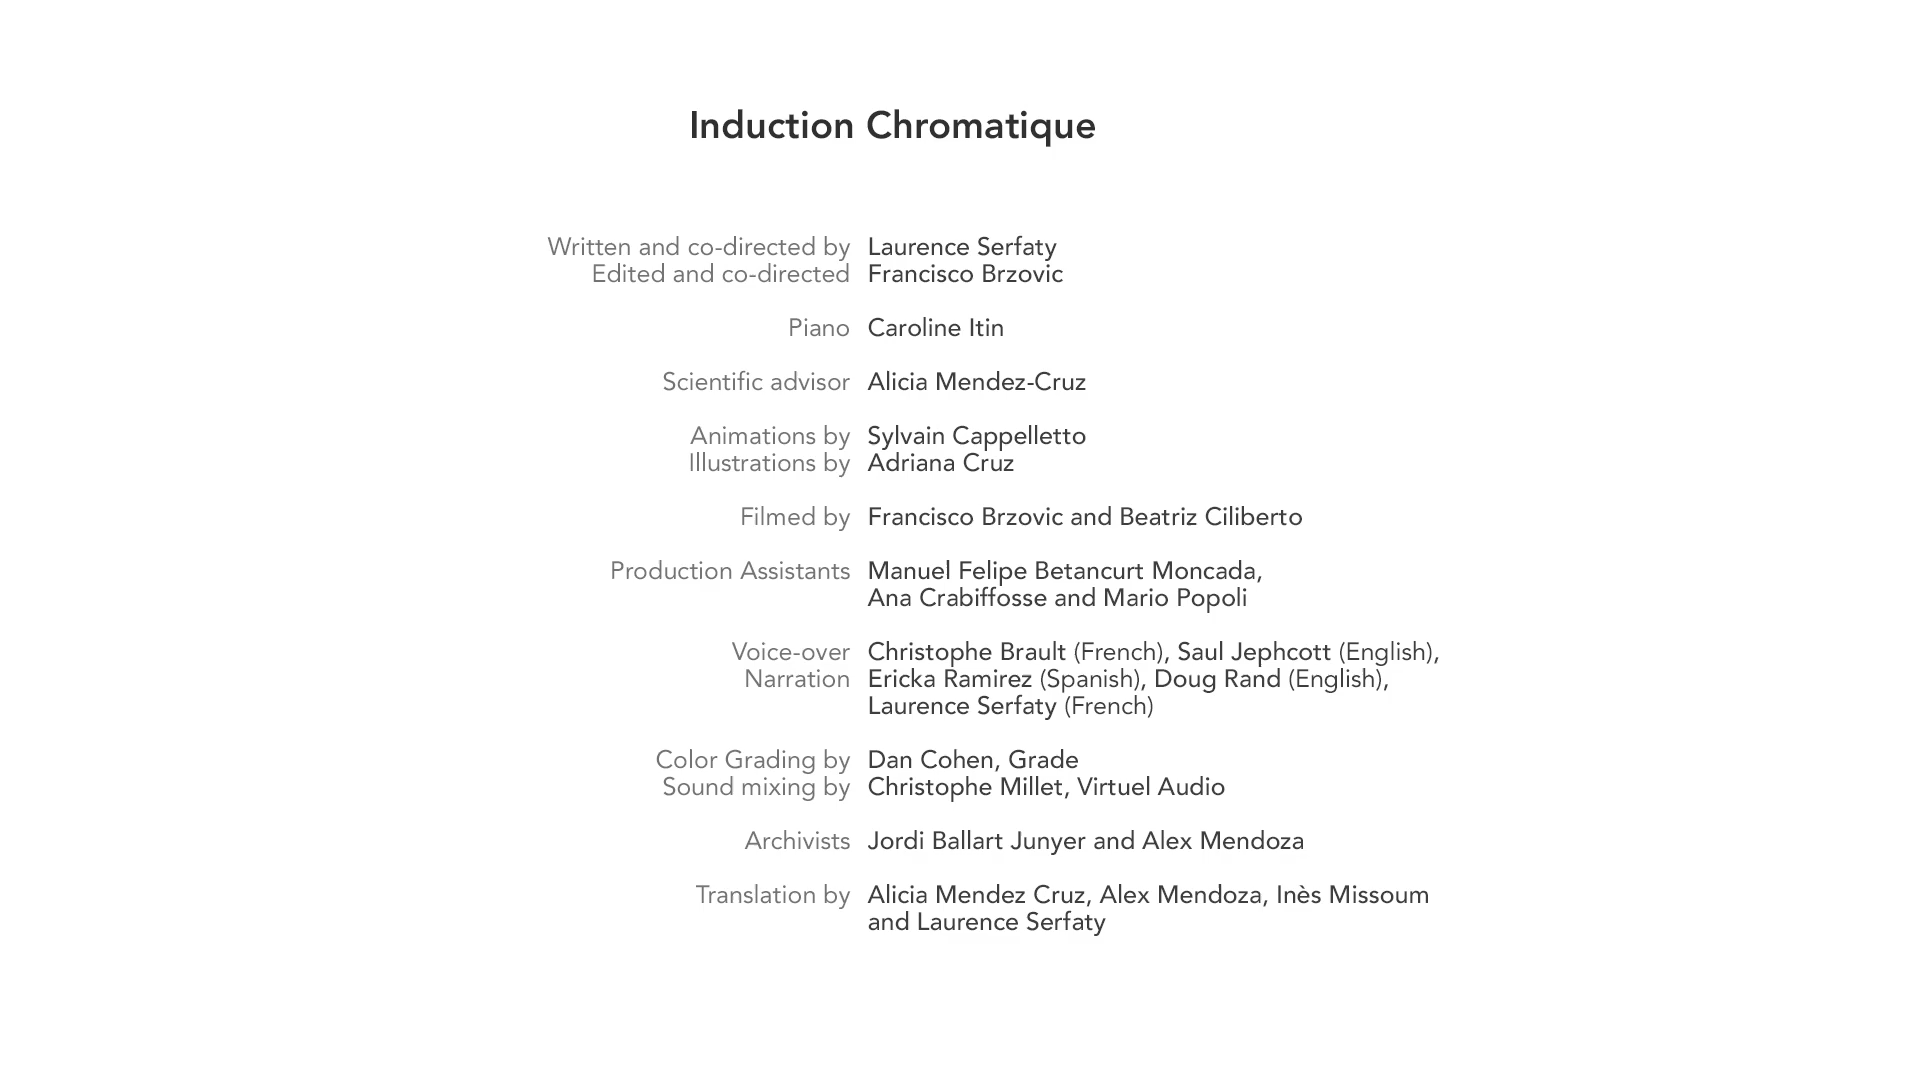 Induction Chromatique
Written and co-directed by Laurence Serfaty
Edited and co-directed Francisco Brzovic
Piano Caroline Itin
Scientific advisor Alicia Mendez-Cruz
Animations by Sylvain Cappelletto
Illustrations by Adriana Cruz
Filmed by Francisco Brzovic and Beatriz Ciliberto
Production Assistants Manuel Felipe Betancurt Moncada,
Ana Crabiffosse and Mario Popoli
Voice-over Christophe Brault (French), Saul Jephcott (English),
Narration Ericka Ramirez (Spanish), Doug Rand (English),
Laurence Serfaty (French)
Color Grading by Dan Cohen, Grade
Sound mixing by Christophe Millet, Virtuel Audio
Archivists Jordi Ballart Junyer and Alex Mendoza
Translation by Alicia Mendez Cruz, Alex Mendoza, Inès Missoum
and Laurence Serfaty